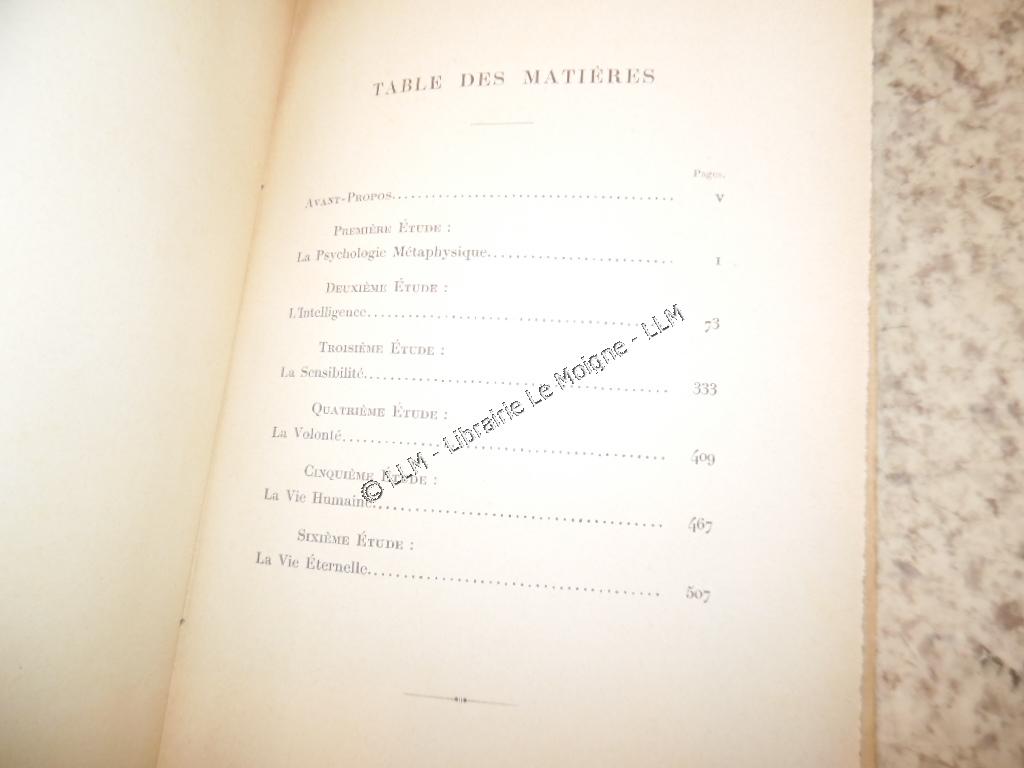 TABLE DES MATIÈRES
Pages.
AVANT-PROPOS........................................ V
PREMIÈRE ÉTUDE :
La Psychologie Métaphysique........................... 1
DEUXIÈME ÉTUDE :
L'Intelligence........................................ 73
TROISIÈME ÉTUDE :
La Sensibilité........................................ 333
QUATRIÈME ÉTUDE :
La Volonté........................................ 409
CINQUIÈME ÉTUDE :
La Vie Humaine........................................ 467
SIXIÈME ÉTUDE :
La Vie Éternelle........................................ 507
© LLM - Librairie Le Moigne - LLM